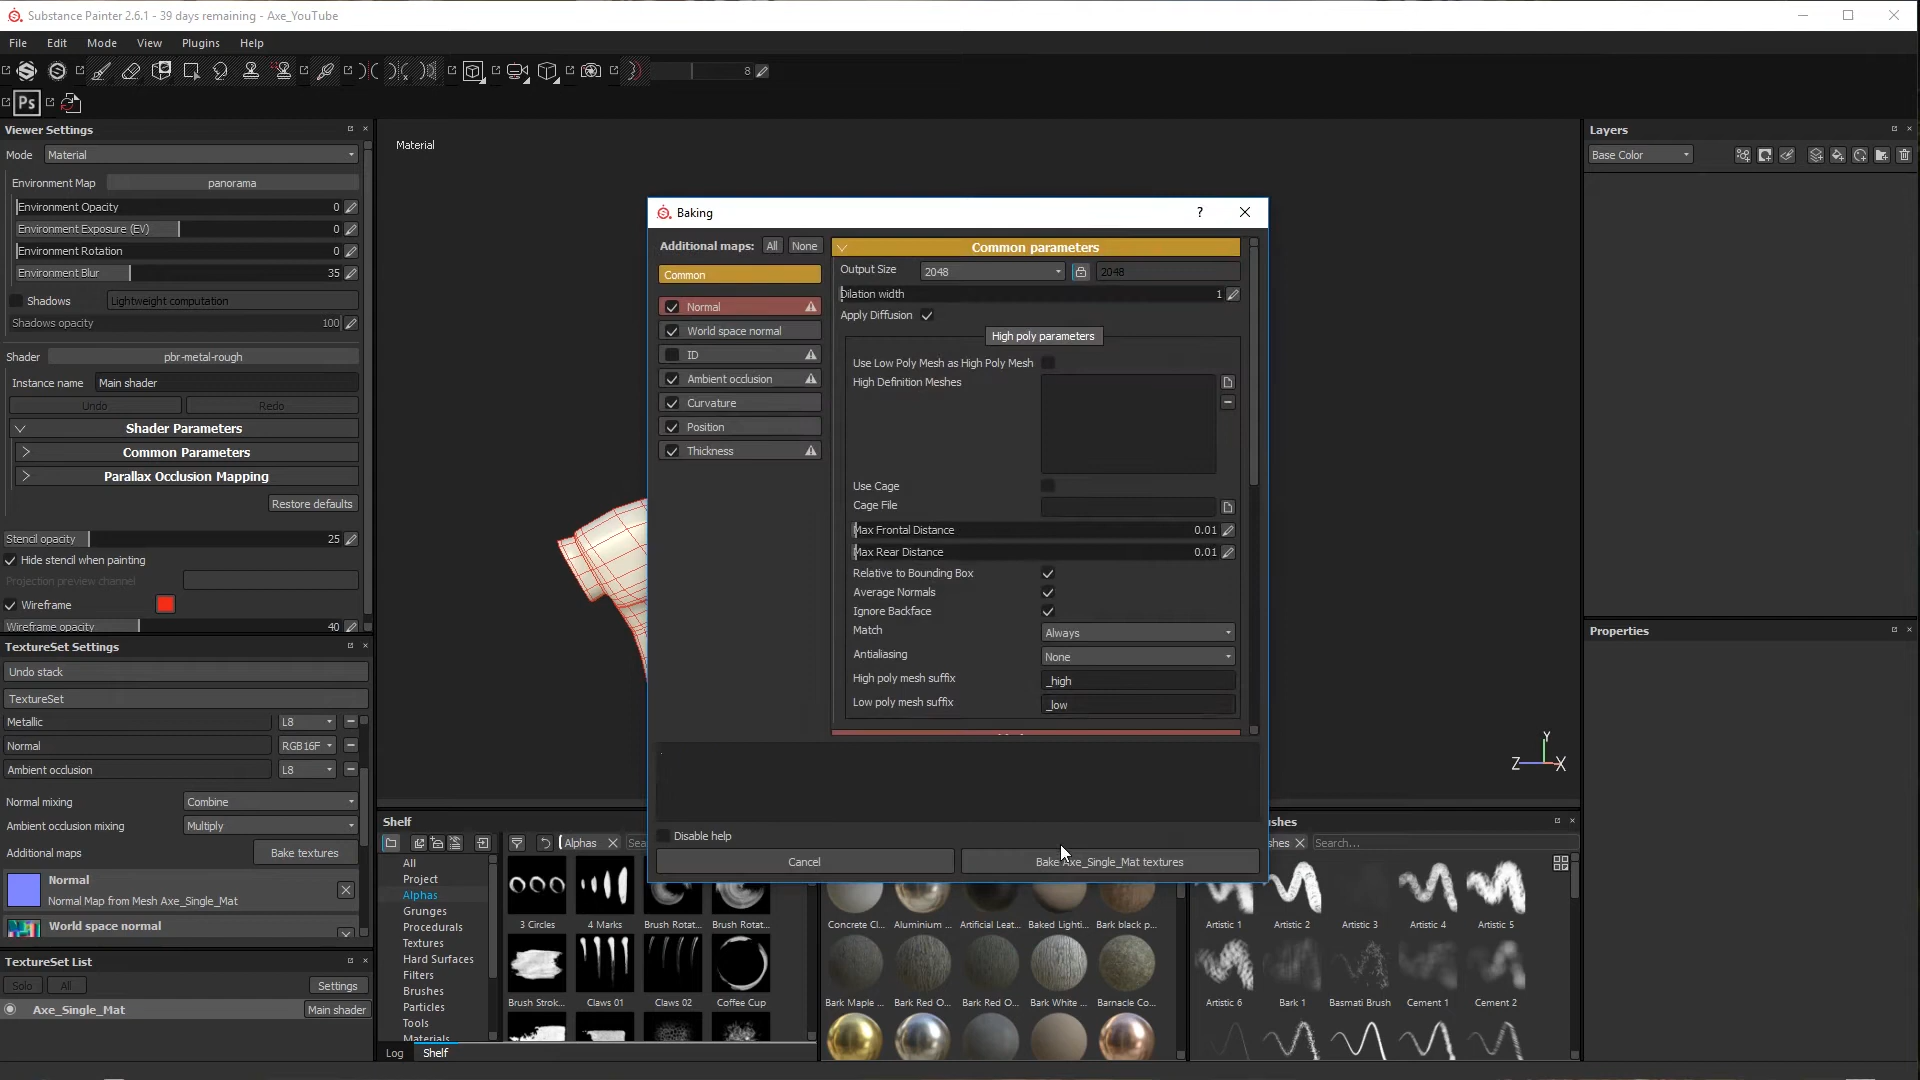 Substance Painter 2.6.1 - 39 days remaining - Axe_YouTube
File Edit Mode View Plugins Help
8
Ps
Viewer Settings
Mode Material
Environment Map panorama
Environment Opacity 0
Environment Exposure (EV) 0
Environment Rotation 0
Environment Blur 35
Shadows Lightweight computation
Shadows opacity 100
Shader pbr-metal-rough
Instance name Main shader
Undo Redo
Shader Parameters
Common Parameters
Parallax Occlusion Mapping
Restore defaults
Stencil opacity 25
Hide stencil when painting
Projection preview channel
Wireframe
Wireframe opacity 40
TextureSet Settings
Undo stack
TextureSet
Metallic L8
Normal RGB16F
Ambient occlusion L8
Normal mixing Combine
Ambient occlusion mixing Multiply
Additional maps Bake textures
Normal
Normal Map from Mesh Axe_Single_Mat
World space normal
TextureSet List
Solo All Settings
Axe_Single_Mat Main shader
Material
Baking
?
Additional maps: All None
Common
Normal
World space normal
ID
Ambient occlusion
Curvature
Position
Thickness
Common parameters
Output Size 2048 2048
Dilation width 1
Apply Diffusion
High poly parameters
Use Low Poly Mesh as High Poly Mesh
High Definition Meshes
Use Cage
Cage File
Max Frontal Distance 0.01
Max Rear Distance 0.01
Relative to Bounding Box
Average Normals
Ignore Backface
Match Always
Antialiasing None
High poly mesh suffix _high
Low poly mesh suffix _low
Disable help
Cancel Bake Axe_Single_Mat textures
Y
Z X
Shelf
Alphas Sea
All
Project
Alphas
Grunges
Procedurals
Textures
Hard Surfaces
Filters
Brushes
Particles
Tools
Materials
Log Shelf
3 Circles 4 Marks Brush Rotat... Brush Rotat...
Brush Strok... Claws 01 Claws 02 Coffee Cup
Concrete Cl... Aluminium ... Artificial Leat... Baked Lighti... Bark black p...
Bark Maple ... Bark Red O... Bark Red O... Bark White ... Barnacle Co...
shes
shes Search...
Artistic 1 Artistic 2 Artistic 3 Artistic 4 Artistic 5
Artistic 6 Bark 1 Basmati Brush Cement 1 Cement 2
Layers
Base Color
Properties